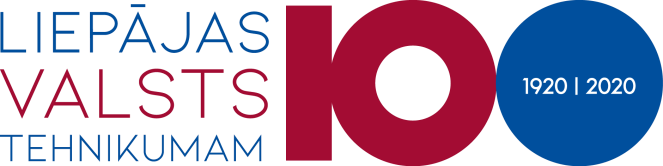 LIEPĀJAS
VALSTS
TEHNIKUMAM
100
1920 | 2020